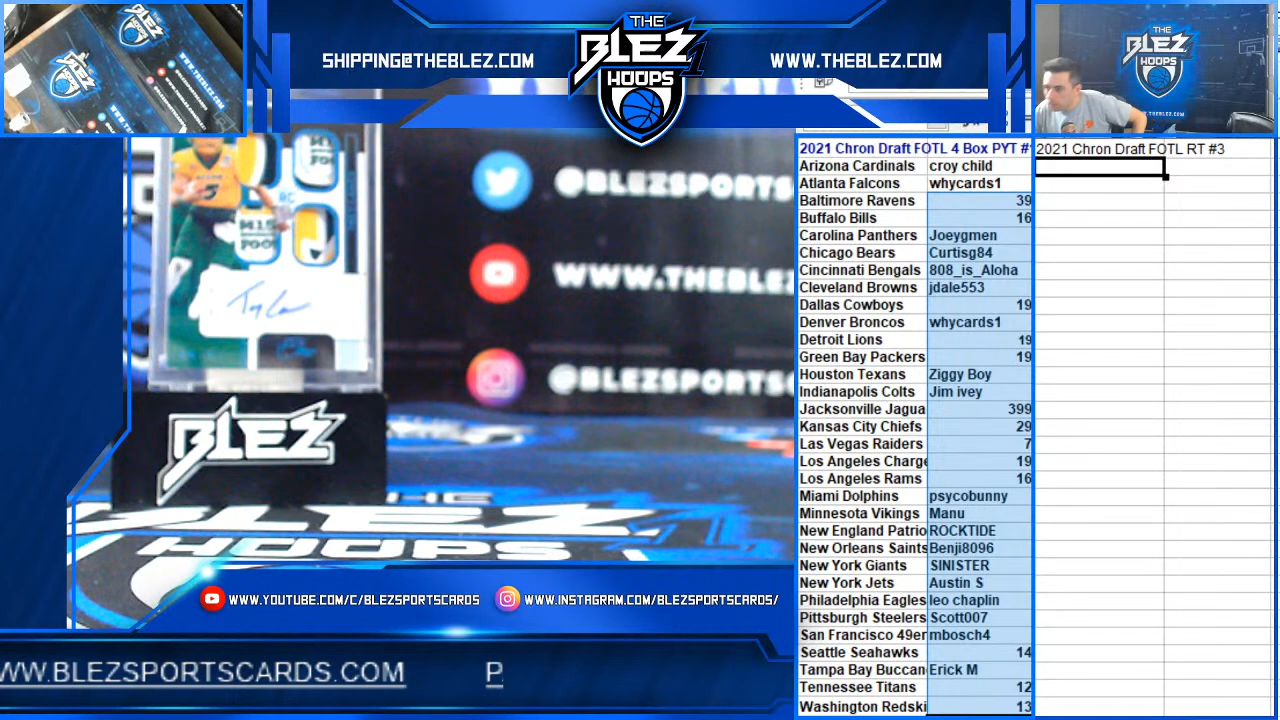 SHIPPING@THEBLEZ.COM
THE
BLEZ
HOOPS
1
WWW.THEBLEZ.COM
THE
BLEZ
HOOPS
@BLEZSPORTS
WWW.THEBLEZ
@BLEZSPORTS
BLEZ
THE
BLEZ
HOOPS
WWW.YOUTUBE.COM/C/BLEZSPORTSCARDS
WWW.INSTAGRAM.COM/BLEZSPORTSCARDS/
WW.BLEZSPORTSCARDS.COM P
2021 Chron Draft FOTL 4 Box PYT #
Arizona Cardinals croy child
Atlanta Falcons whycards1
Baltimore Ravens 39
Buffalo Bills 16
Carolina Panthers Joeygmen
Chicago Bears Curtisg84
Cincinnati Bengals 808_is_Aloha
Cleveland Browns jdale553
Dallas Cowboys 19
Denver Broncos whycards1
Detroit Lions 19
Green Bay Packers 19
Houston Texans Ziggy Boy
Indianapolis Colts Jim ivey
Jacksonville Jagua 399
Kansas City Chiefs 29
Las Vegas Raiders 7
Los Angeles Charge 19
Los Angeles Rams 16
Miami Dolphins psycobunny
Minnesota Vikings Manu
New England Patrio ROCKTIDE
New Orleans Saints Benji8096
New York Giants SINISTER
New York Jets Austin S
Philadelphia Eagles leo chaplin
Pittsburgh Steelers Scott007
San Francisco 49er mbosch4
Seattle Seahawks 14
Tampa Bay Buccan Erick M
Tennessee Titans 12
Washington Redski 13
2021 Chron Draft FOTL RT #3